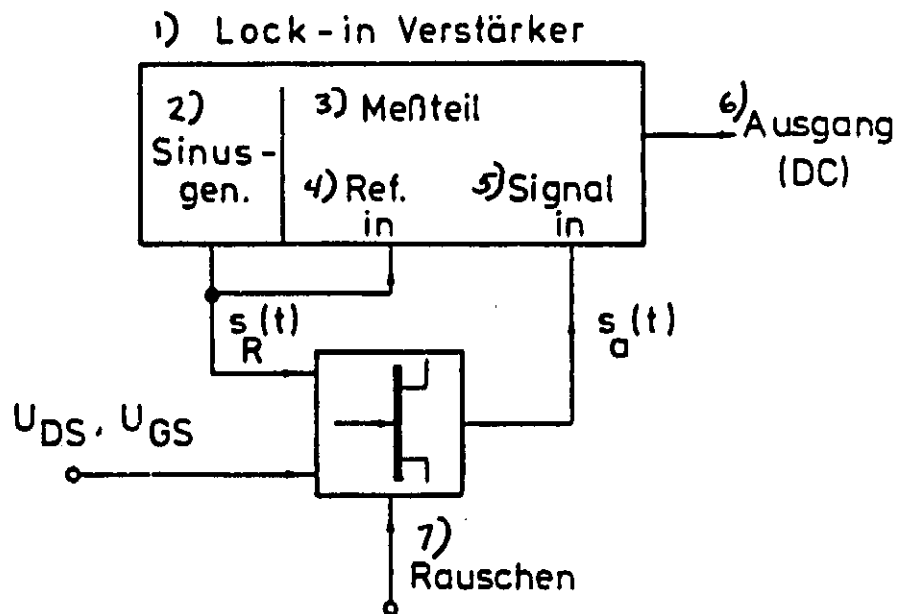 1) Lock-in Verstärker
2)
Sinus-
gen.
3) Meßteil
4) Ref.
in
5) Signal
in
6) Ausgang
(DC)
s_R(t)
s_a(t)
U_DS, U_GS
7)
Rauschen